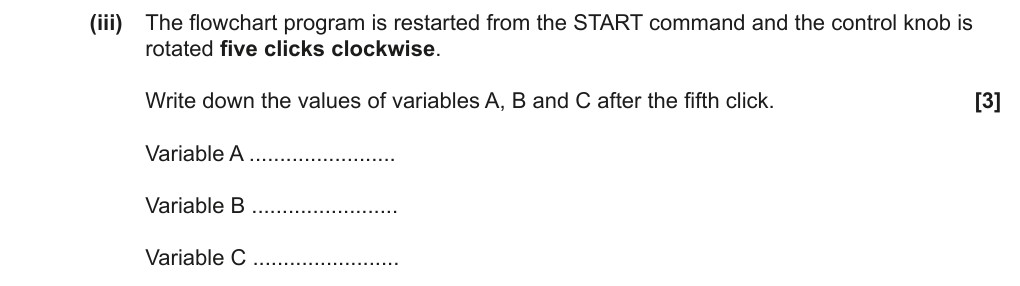 (iii) The flowchart program is restarted from the START command and the control knob is
rotated five clicks clockwise.
Write down the values of variables A, B and C after the fifth click. [3]
Variable A ........................
Variable B ........................
Variable C ........................